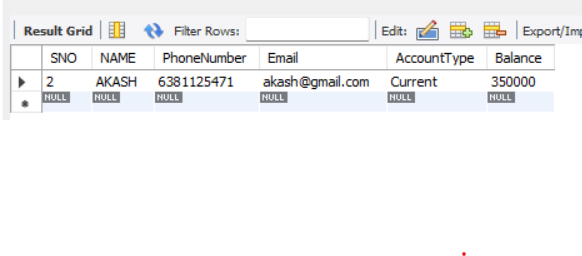 Result Grid Filter Rows: Edit: Export/Imp
SNO NAME PhoneNumber Email AccountType Balance
2 AKASH 6381125471 akash@gmail.com Current 350000
NULL NULL NULL NULL NULL NULL